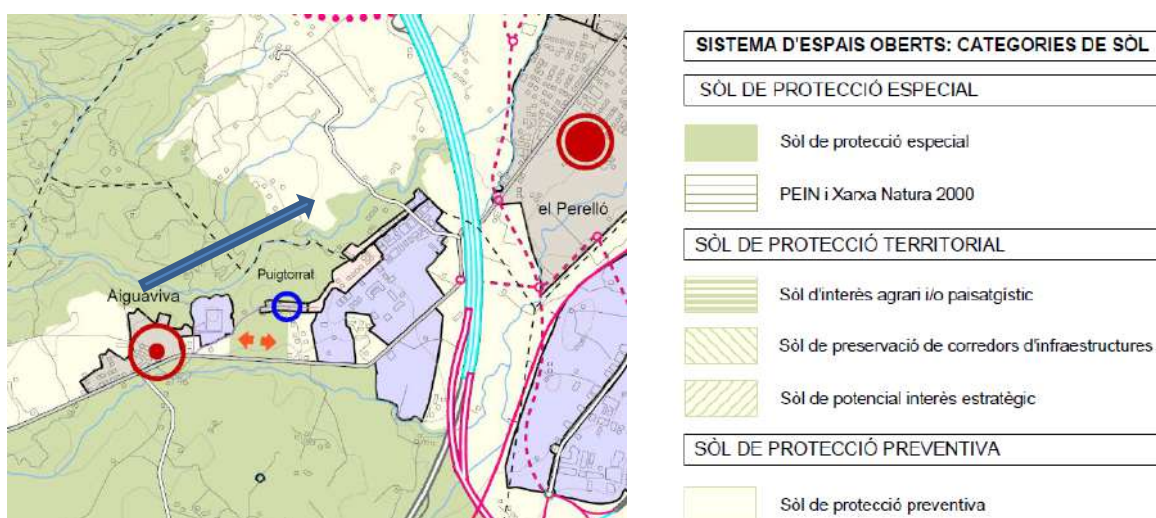 el Perelló
Puigtorrat
Aiguaviva
SISTEMA D'ESPAIS OBERTS: CATEGORIES DE SÒL
SÒL DE PROTECCIÓ ESPECIAL
Sòl de protecció especial
PEIN i Xarxa Natura 2000
SÒL DE PROTECCIÓ TERRITORIAL
Sòl d'interès agrari i/o paisatgístic
Sòl de preservació de corredors d'infraestructures
Sòl de potencial interès estratègic
SÒL DE PROTECCIÓ PREVENTIVA
Sòl de protecció preventiva